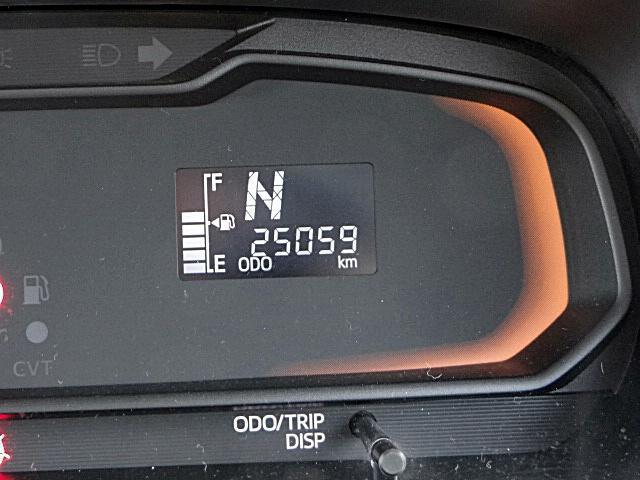 F
N
25059
E ODO km
CVT
ODO/TRIP
DISP